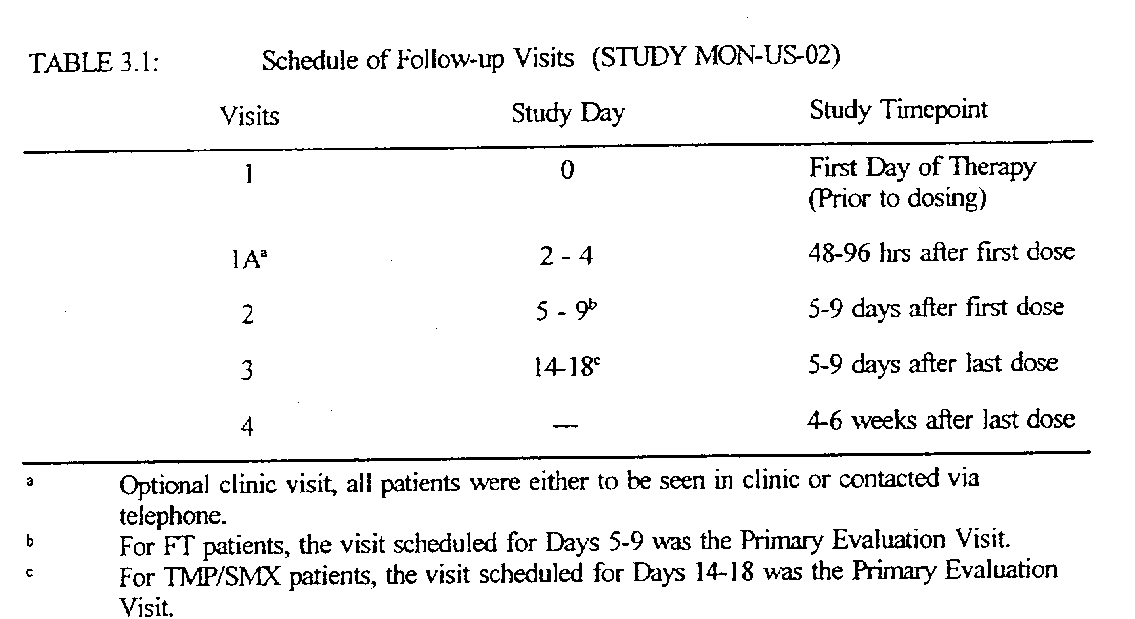 TABLE 3.1: Schedule of Follow-up Visits (STUDY MON-US-02)
Visits Study Day Study Timepoint
1 0 First Day of Therapy
(Prior to dosing)
1Aᵃ 2 - 4 48-96 hrs after first dose
2 5 - 9ᵇ 5-9 days after first dose
3 14-18ᶜ 5-9 days after last dose
4 — 4-6 weeks after last dose
a Optional clinic visit, all patients were either to be seen in clinic or contacted via
telephone.
b For FT patients, the visit scheduled for Days 5-9 was the Primary Evaluation Visit.
c For TMP/SMX patients, the visit scheduled for Days 14-18 was the Primary Evaluation
Visit.